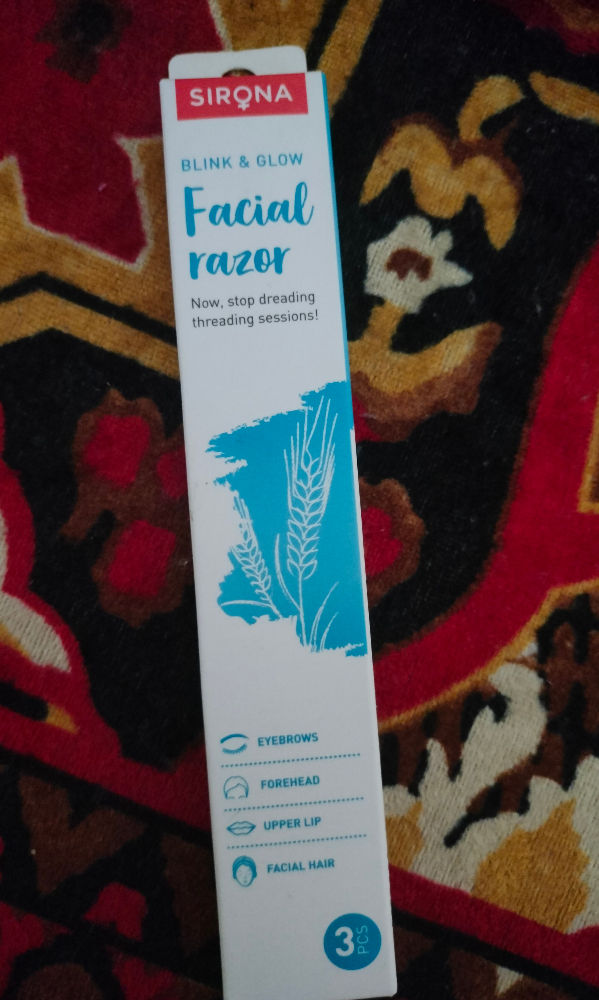 SIRONA
BLINK & GLOW
Facial
razor
Now, stop dreading
threading sessions!
EYEBROWS
FOREHEAD
UPPER LIP
FACIAL HAIR
3 PCS